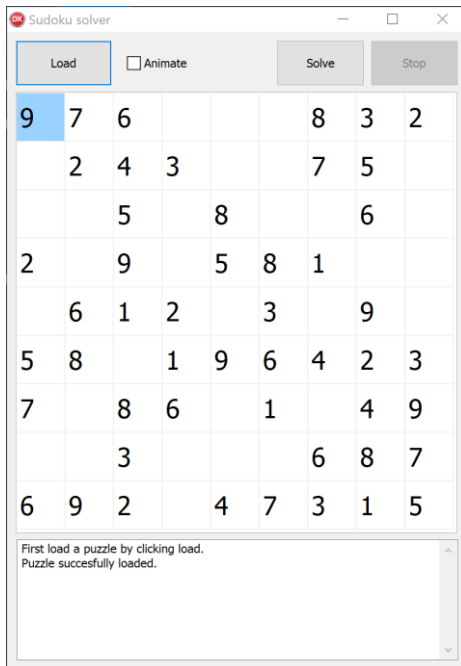 Sudoku solver
Load Animate Solve Stop
9 7 6 8 3 2
2 4 3 7 5
5 8 6
2 9 5 8 1
6 1 2 3 9
5 8 1 9 6 4 2 3
7 8 6 1 4 9
3 6 8 7
6 9 2 4 7 3 1 5
First load a puzzle by clicking load.
Puzzle succesfully loaded.